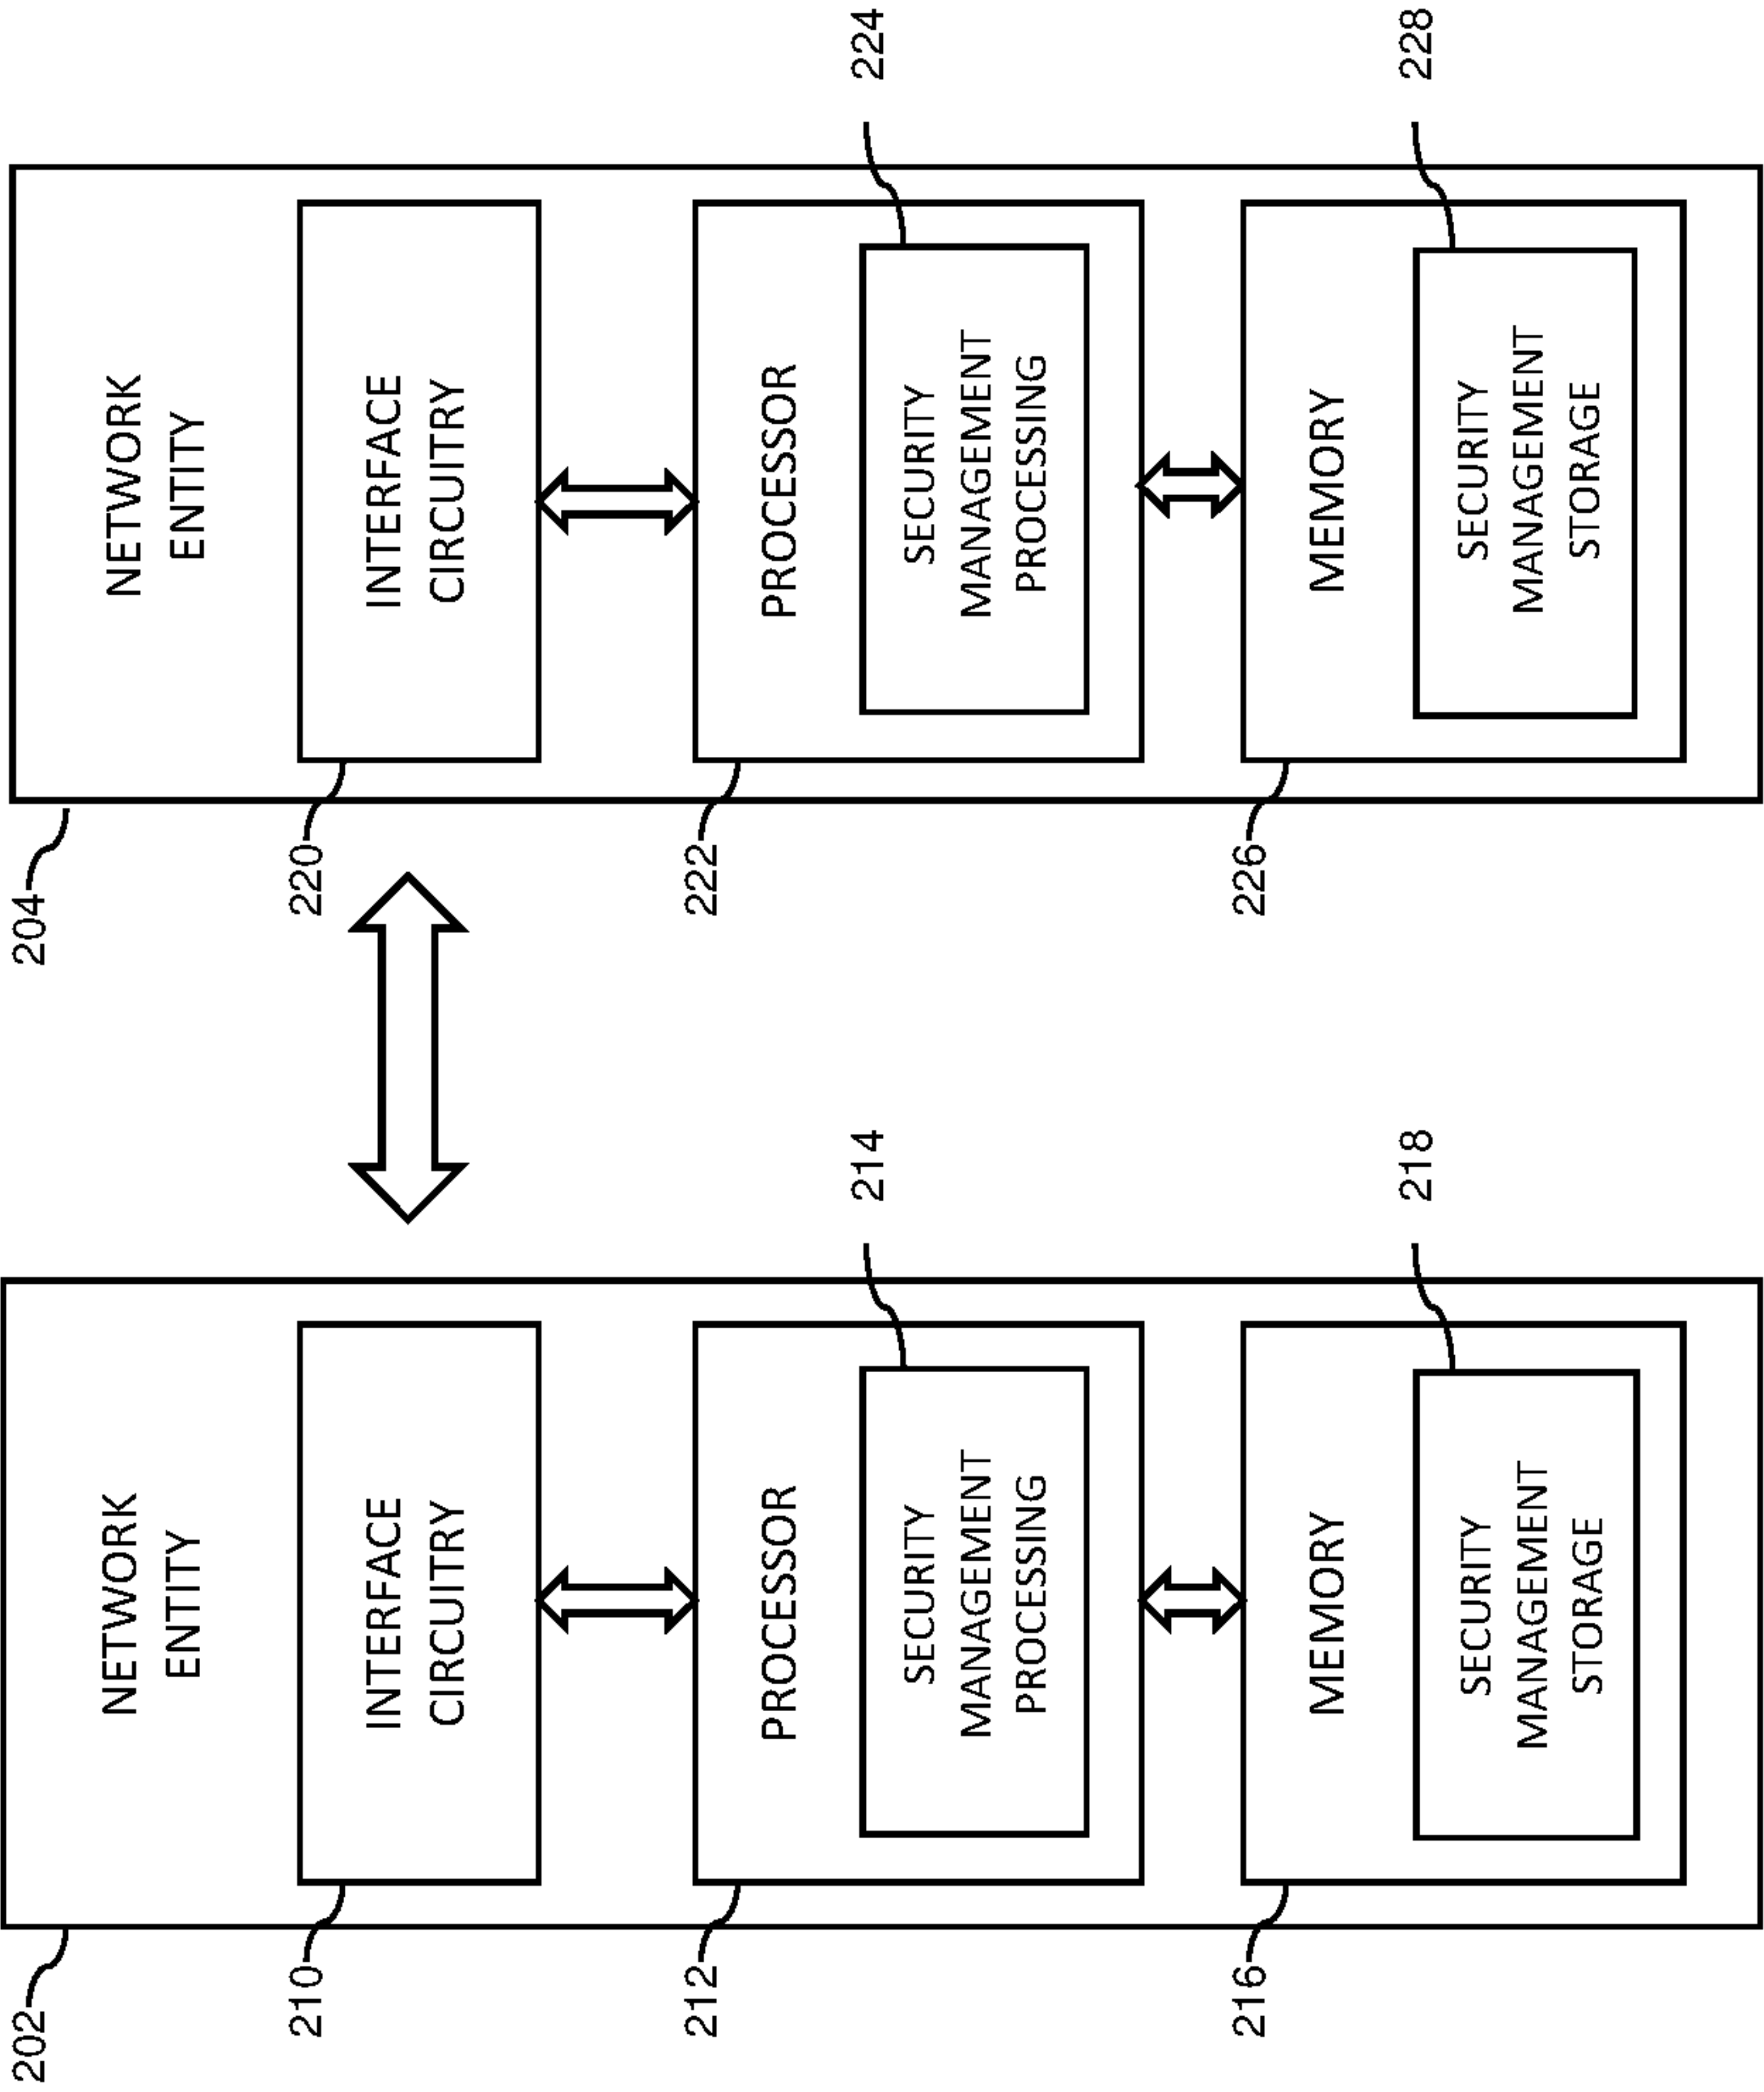 202
NETWORK
ENTITY
210
INTERFACE
CIRCUITRY
212
PROCESSOR
214
SECURITY
MANAGEMENT
PROCESSING
216
MEMORY
218
SECURITY
MANAGEMENT
STORAGE
204
NETWORK
ENTITY
220
INTERFACE
CIRCUITRY
222
PROCESSOR
224
SECURITY
MANAGEMENT
PROCESSING
226
MEMORY
228
SECURITY
MANAGEMENT
STORAGE